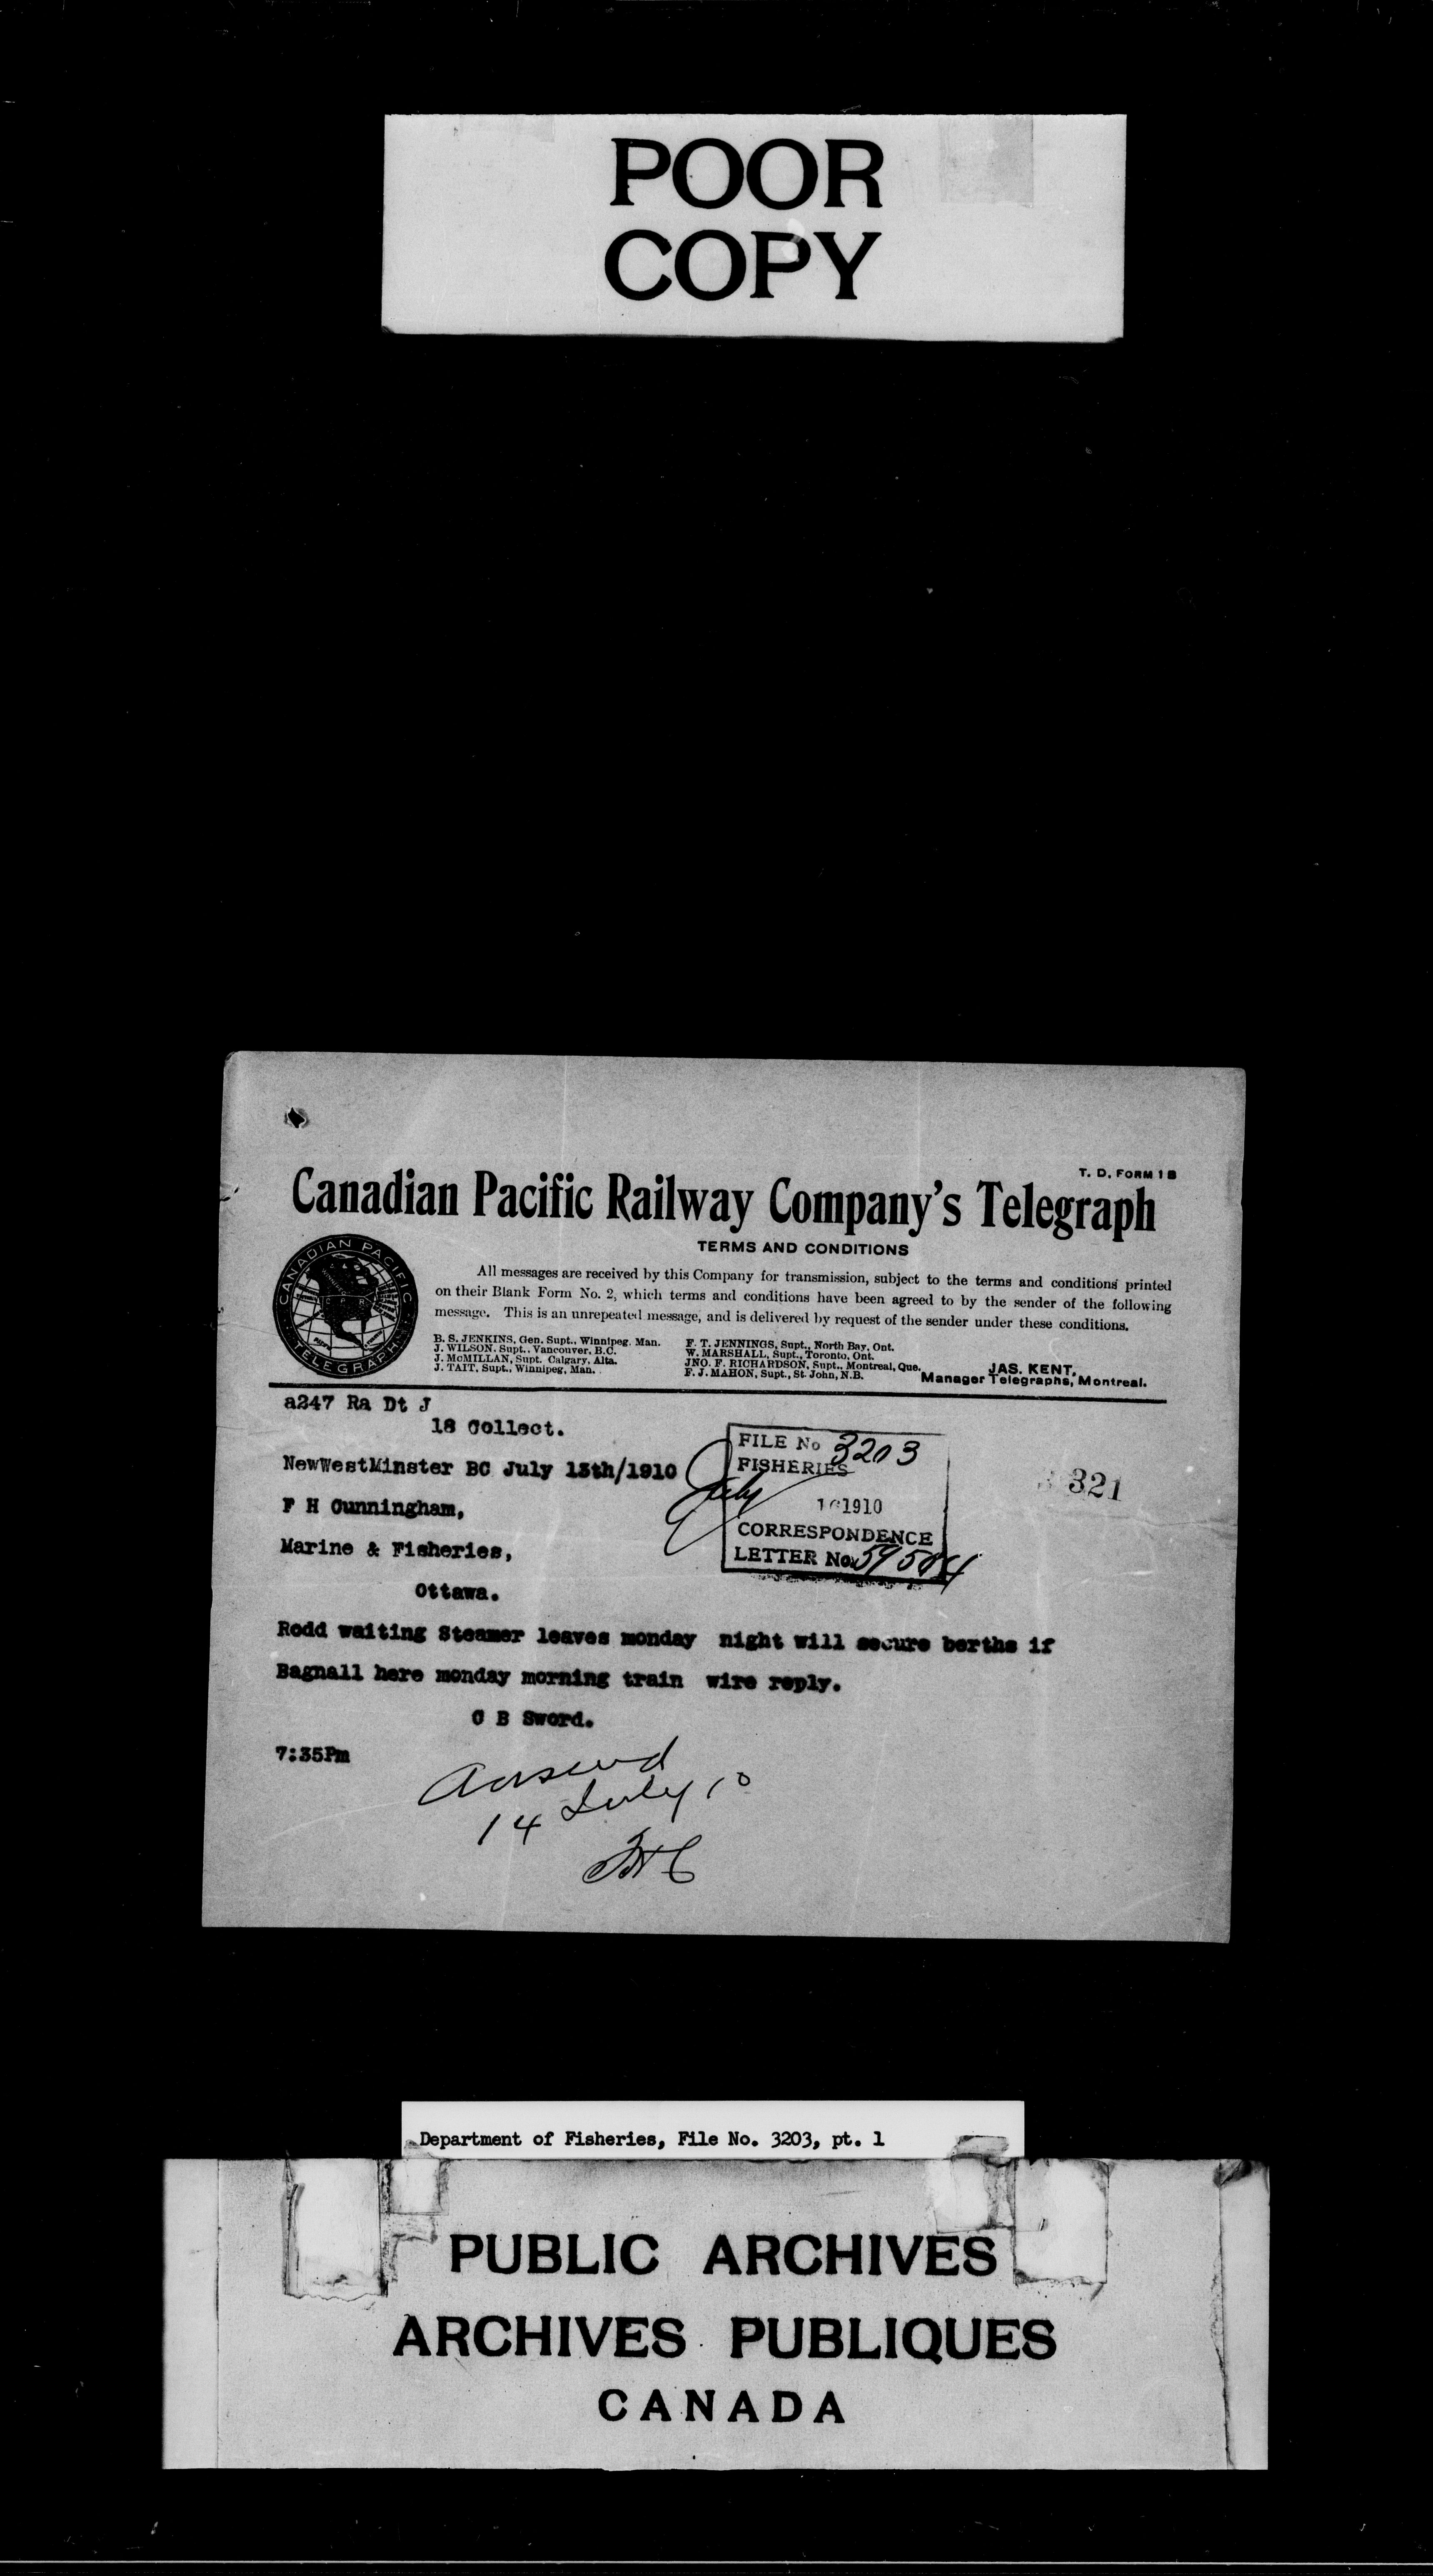 POOR
COPY
T. D. FORM 1 B
Canadian Pacific Railway Company's Telegraph
TERMS AND CONDITIONS
All messages are received by this Company for transmission, subject to the terms and conditions printed
on their Blank Form No. 2, which terms and conditions have been agreed to by the sender of the following
message. This is an unrepeated message, and is delivered by request of the sender under these conditions.
CANADIAN PACIFIC
TELEGRAPHS
B. S. JENKINS, Gen. Supt., Winnipeg, Man.
J. WILSON, Supt., Vancouver, B.C.
J. McMILLAN, Supt. Calgary, Alta.
J. TAIT, Supt., Winnipeg, Man.
F. T. JENNINGS, Supt., North Bay, Ont.
W. MARSHALL, Supt., Toronto, Ont.
JNO. F. RICHARDSON, Supt., Montreal, Que.
F. J. MAHON, Supt., St. John, N.B.
JAS. KENT,
Manager Telegraphs, Montreal.
a247 Ra Dt J
18 Collect.
NewWestMinster BC July 13th/1910
F H Cunningham,
Marine & Fisheries,
Ottawa.
FILE No 3203
FISHERIES
July 1910
CORRESPONDENCE
LETTER No.
321
Rodd waiting Steamer leaves monday night will secure berths if
Bagnall here monday morning train wire reply.
C B Sword.
7:35Pm
14 July 10
Department of Fisheries, File No. 3203, pt. 1
PUBLIC ARCHIVES
ARCHIVES PUBLIQUES
CANADA